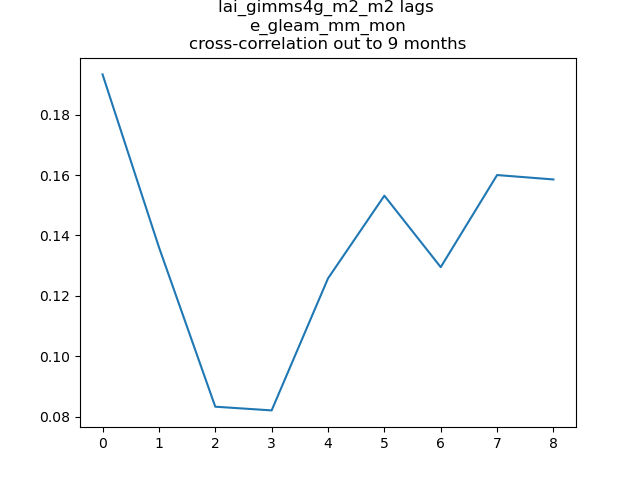 lai_gimms4g_m2_m2 lags
e_gleam_mm_mon
cross-correlation out to 9 months
0.18
0.16
0.14
0.12
0.10
0.08
0 1 2 3 4 5 6 7 8